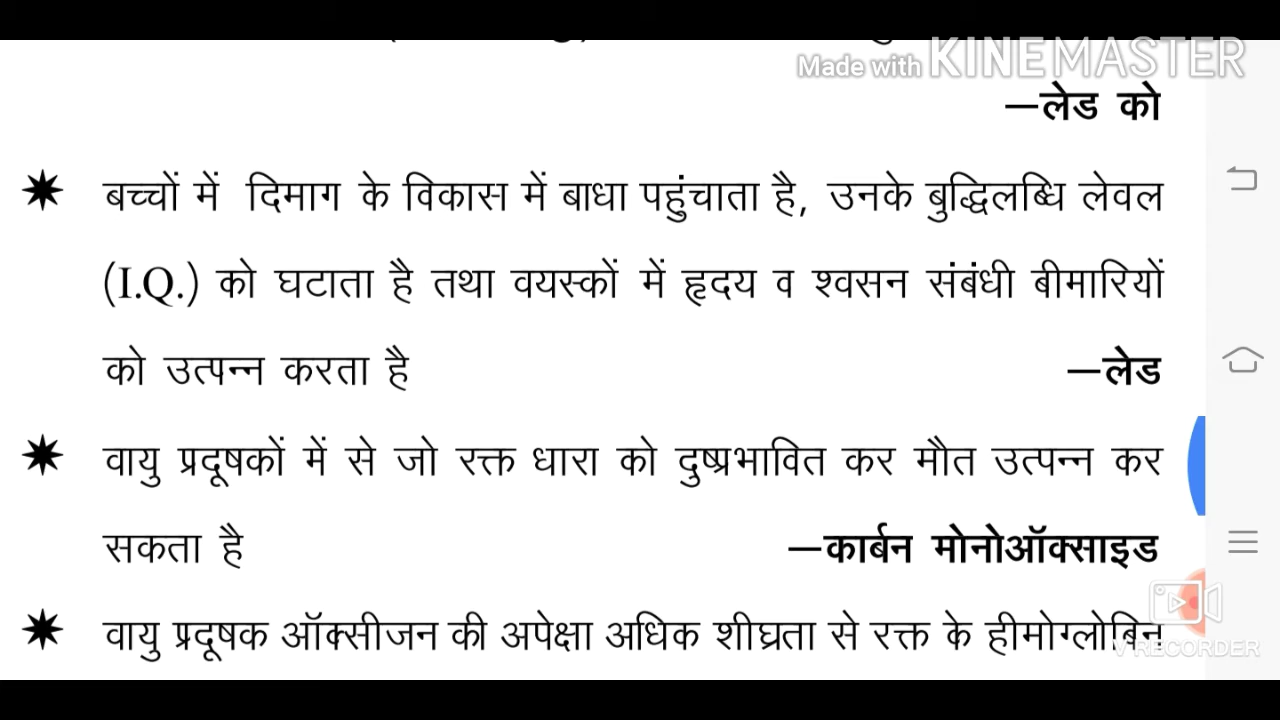 Made with KINEMASTER
—लेड को
✷ बच्चों में दिमाग के विकास में बाधा पहुंचाता है, उनके बुद्धिलब्धि लेवल
(I.Q.) को घटाता है तथा वयस्कों में हृदय व श्वसन संबंधी बीमारियों
को उत्पन्न करता है —लेड
✷ वायु प्रदूषकों में से जो रक्त धारा को दुष्प्रभावित कर मौत उत्पन्न कर
सकता है —कार्बन मोनोऑक्साइड
✷ वायु प्रदूषक ऑक्सीजन की अपेक्षा अधिक शीघ्रता से रक्त के हीमोग्लोबिन
V RECORDER